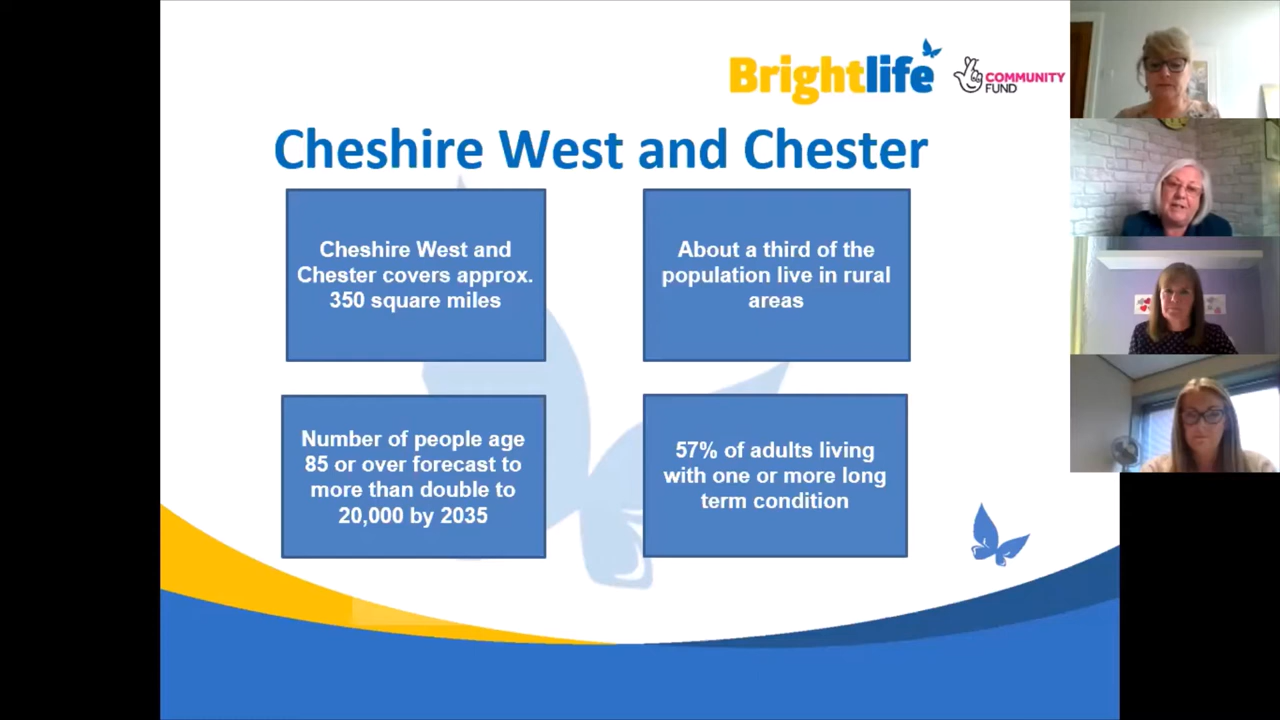 Brightlife
COMMUNITY
FUND
Cheshire West and Chester
Cheshire West and
Chester covers approx.
350 square miles
About a third of the
population live in rural
areas
Number of people age
85 or over forecast to
more than double to
20,000 by 2035
57% of adults living
with one or more long
term condition